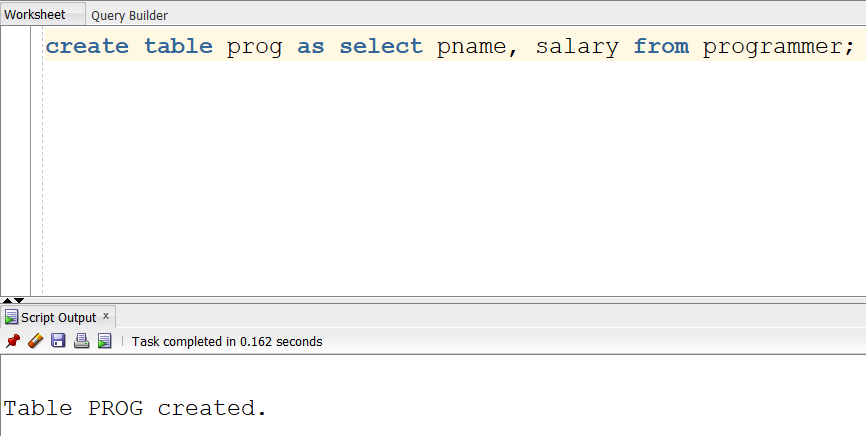 Worksheet Query Builder
create table prog as select pname, salary from programmer;
Script Output x
Task completed in 0.162 seconds
Table PROG created.